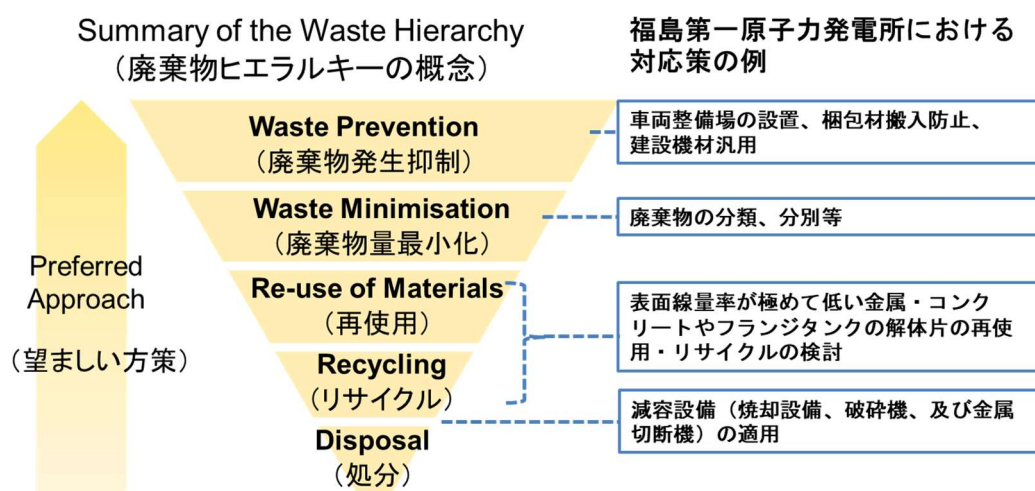 Summary of the Waste Hierarchy
（廃棄物ヒエラルキーの概念）
福島第一原子力発電所における
対応策の例
Preferred
Approach
（望ましい方策）
Waste Prevention
（廃棄物発生抑制）
車両整備場の設置、梱包材搬入防止、
建設機材汎用
Waste Minimisation
（廃棄物量最小化）
廃棄物の分類、分別等
Re-use of Materials
（再使用）
Recycling
（リサイクル）
表面線量率が極めて低い金属・コンク
リートやフランジタンクの解体片の再使
用・リサイクルの検討
Disposal
（処分）
減容設備（焼却設備、破砕機、及び金属
切断機）の適用